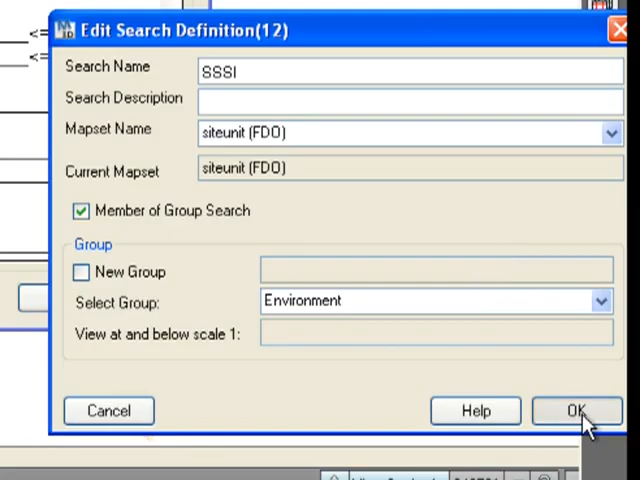 Edit Search Definition(12)
Search Name SSSI
Search Description
Mapset Name siteunit (FDO)
Current Mapset siteunit (FDO)
Member of Group Search
Group
New Group
Select Group: Environment
View at and below scale 1:
Cancel Help OK